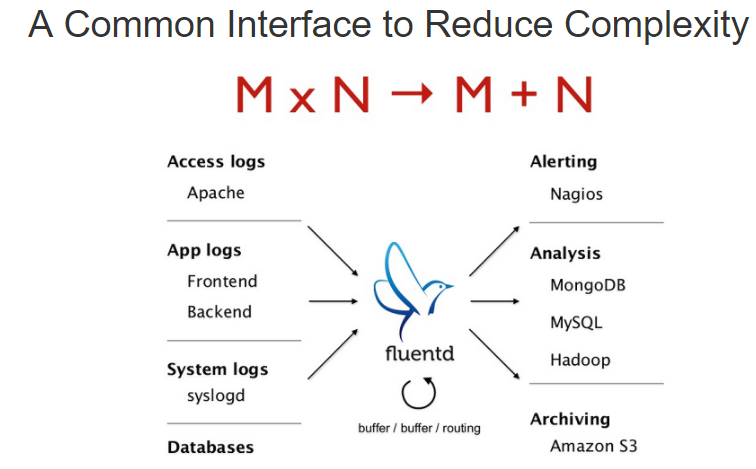 A Common Interface to Reduce Complexity
M x N → M + N
Access logs
Apache
App logs
Frontend
Backend
System logs
syslogd
Databases
fluentd
buffer / buffer / routing
Alerting
Nagios
Analysis
MongoDB
MySQL
Hadoop
Archiving
Amazon S3